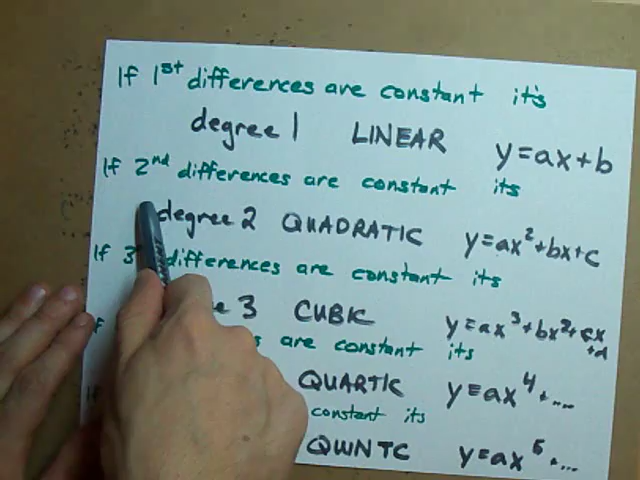 If 1st differences are constant it's
degree 1 LINEAR y=ax+b
If 2nd differences are constant its
degree 2 QUADRATIC y=ax²+bx+c
If 3 differences are constant its
3 CUBIC y=ax³+bx²+cx+d
are constant its
QUARTIC y=ax⁴+...
constant its
QWNTC y=ax⁵+...